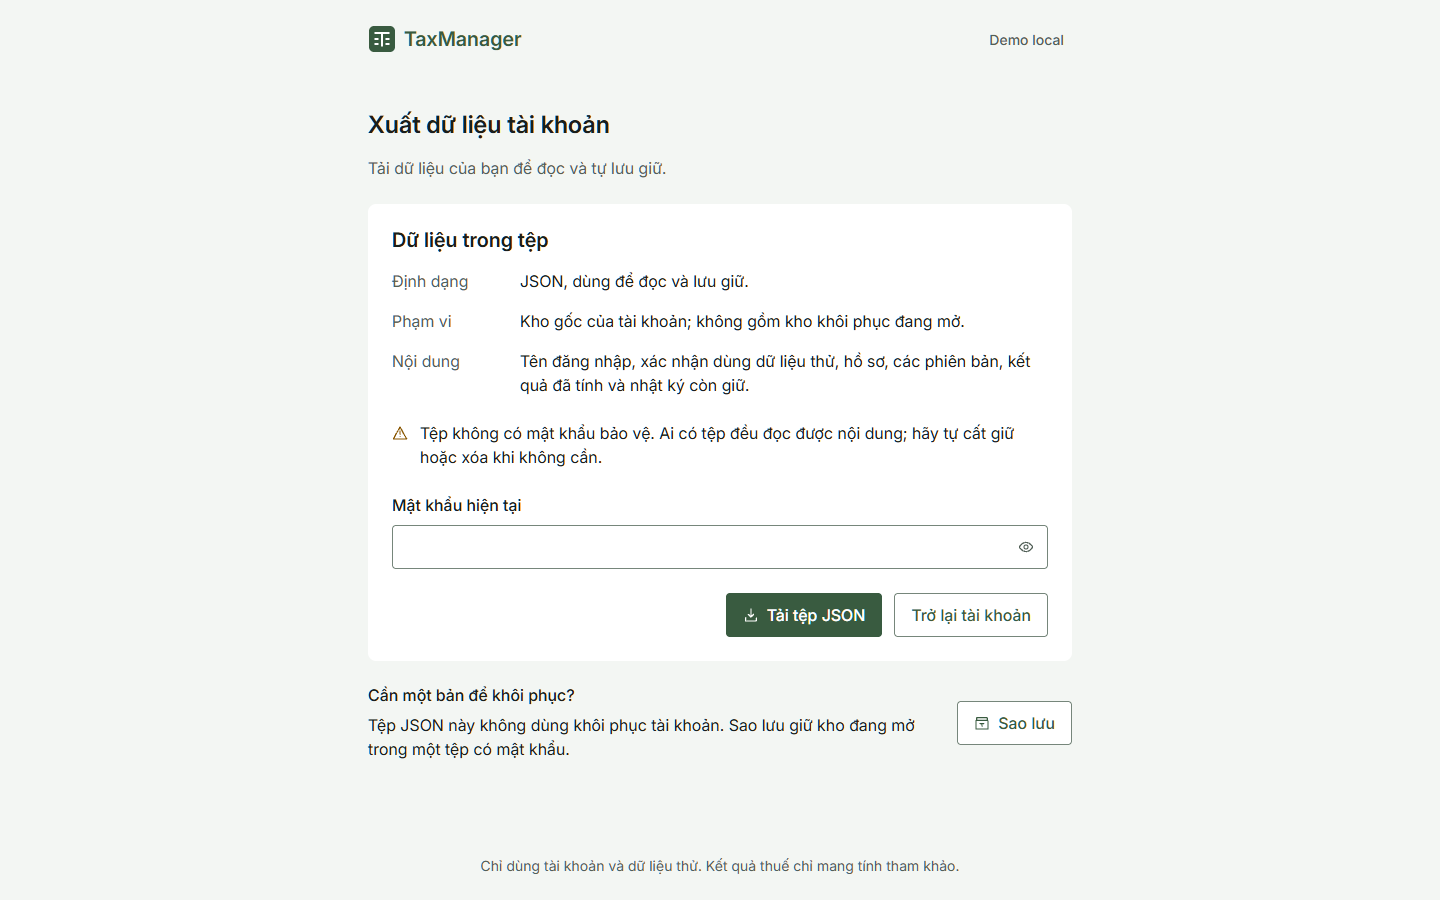 TaxManager
Demo local
Xuất dữ liệu tài khoản
Tải dữ liệu của bạn để đọc và tự lưu giữ.
Dữ liệu trong tệp
Định dạng
JSON, dùng để đọc và lưu giữ.
Phạm vi
Kho gốc của tài khoản; không gồm kho khôi phục đang mở.
Nội dung
Tên đăng nhập, xác nhận dùng dữ liệu thử, hồ sơ, các phiên bản, kết
quả đã tính và nhật ký còn giữ.
Tệp không có mật khẩu bảo vệ. Ai có tệp đều đọc được nội dung; hãy tự cất giữ
hoặc xóa khi không cần.
Mật khẩu hiện tại
Tải tệp JSON
Trở lại tài khoản
Cần một bản để khôi phục?
Tệp JSON này không dùng khôi phục tài khoản. Sao lưu giữ kho đang mở
trong một tệp có mật khẩu.
Sao lưu
Chỉ dùng tài khoản và dữ liệu thử. Kết quả thuế chỉ mang tính tham khảo.